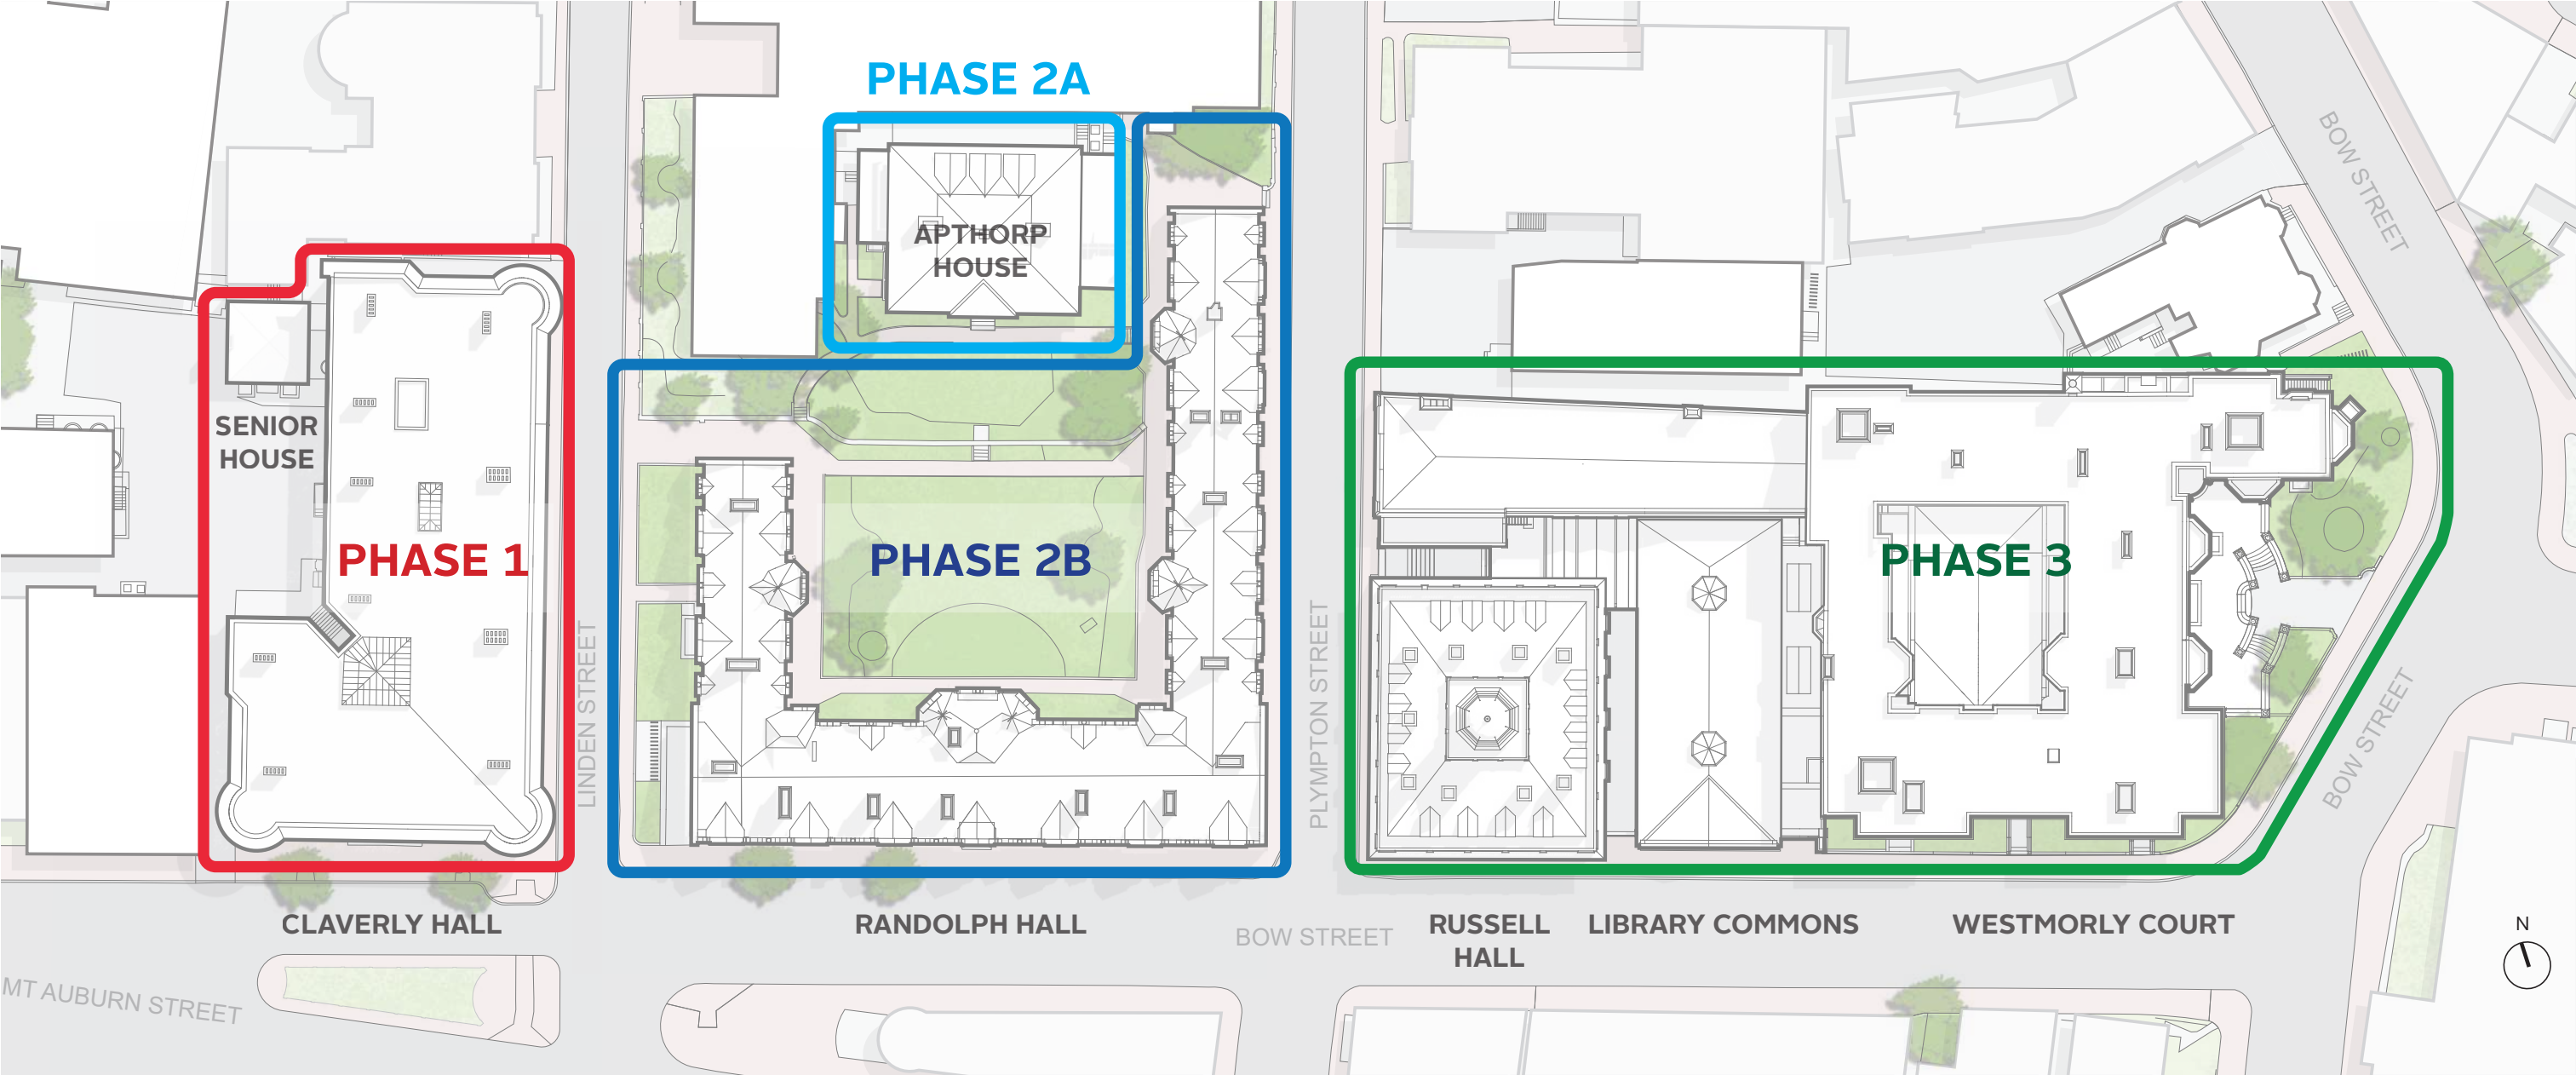 PHASE 2A
BOW STREET
APTHORP
HOUSE
SENIOR
HOUSE
PHASE 1
PHASE 2B
PHASE 3
LINDEN STREET
PLYMPTON STREET
BOW STREET
CLAVERLY HALL
RANDOLPH HALL
BOW STREET
RUSSELL
HALL
LIBRARY COMMONS
WESTMORLY COURT
N
MT AUBURN STREET